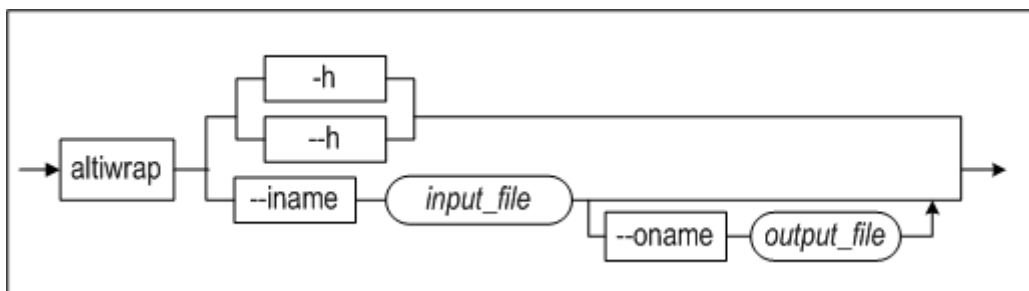 -h
altiwrap
--h
--iname
input_file
--oname
output_file